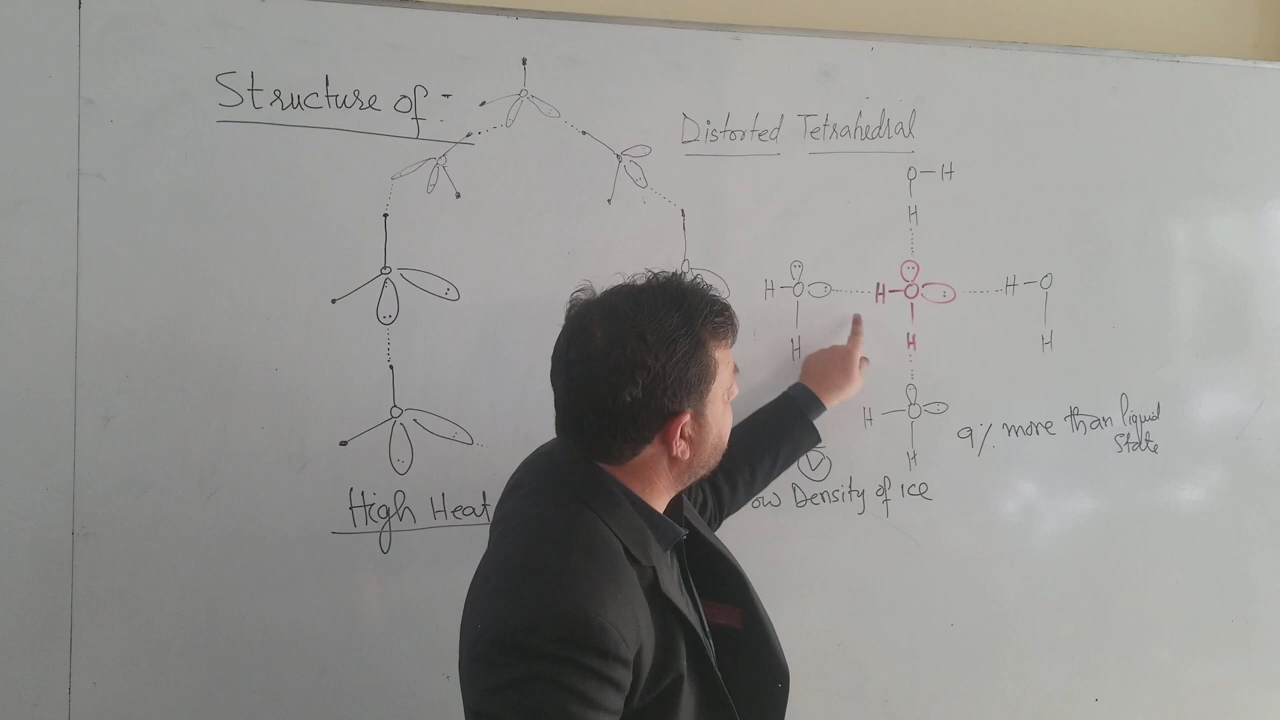 Structure of :-
Distorted Tetrahedral
O-H
H
H-O
H-O
H-O
H
H
H
H-O
H
9% more than liquid
state
High Heat
ow Density of ice